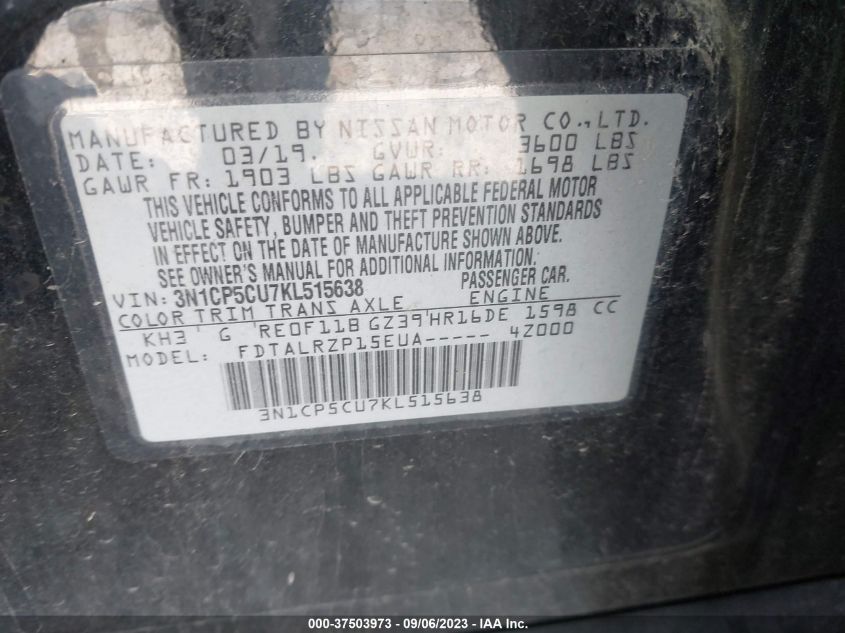 MANUFACTURED BY NISSAN MOTOR CO.,LTD.
DATE: 03/19. GVWR: 3600 LBS
GAWR FR: 1903 LBS GAWR RR: 1698 LBS
THIS VEHICLE CONFORMS TO ALL APPLICABLE FEDERAL MOTOR
VEHICLE SAFETY, BUMPER AND THEFT PREVENTION STANDARDS
IN EFFECT ON THE DATE OF MANUFACTURE SHOWN ABOVE.
SEE OWNER'S MANUAL FOR ADDITIONAL INFORMATION.
VIN: 3N1CP5CU7KL515638 PASSENGER CAR.
COLOR TRIM TRANS AXLE ENGINE
KH3 G RE0F11B GZ39 HR16DE 1598 CC
MODEL: FDTALRZP15EUA----- 4Z000
3N1CP5CU7KL515638
000-37503973 - 09/06/2023 - IAA Inc.